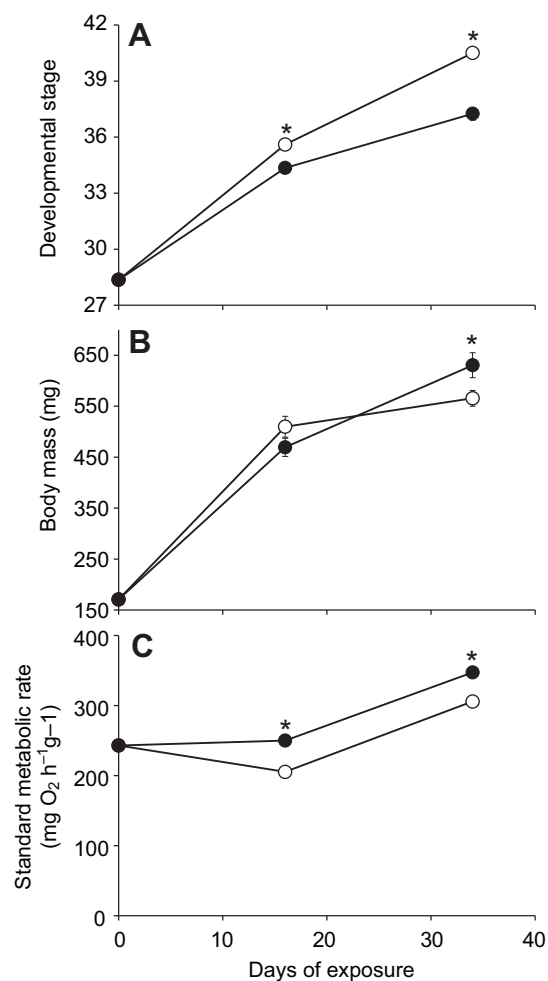 A
42
39
36
33
30
27
Developmental stage
*
*
B
650
550
450
350
250
150
Body mass (mg)
*
C
400
300
200
100
0
Standard metabolic rate
(mg O₂ h⁻¹g–1)
*
*
0 10 20 30 40
Days of exposure